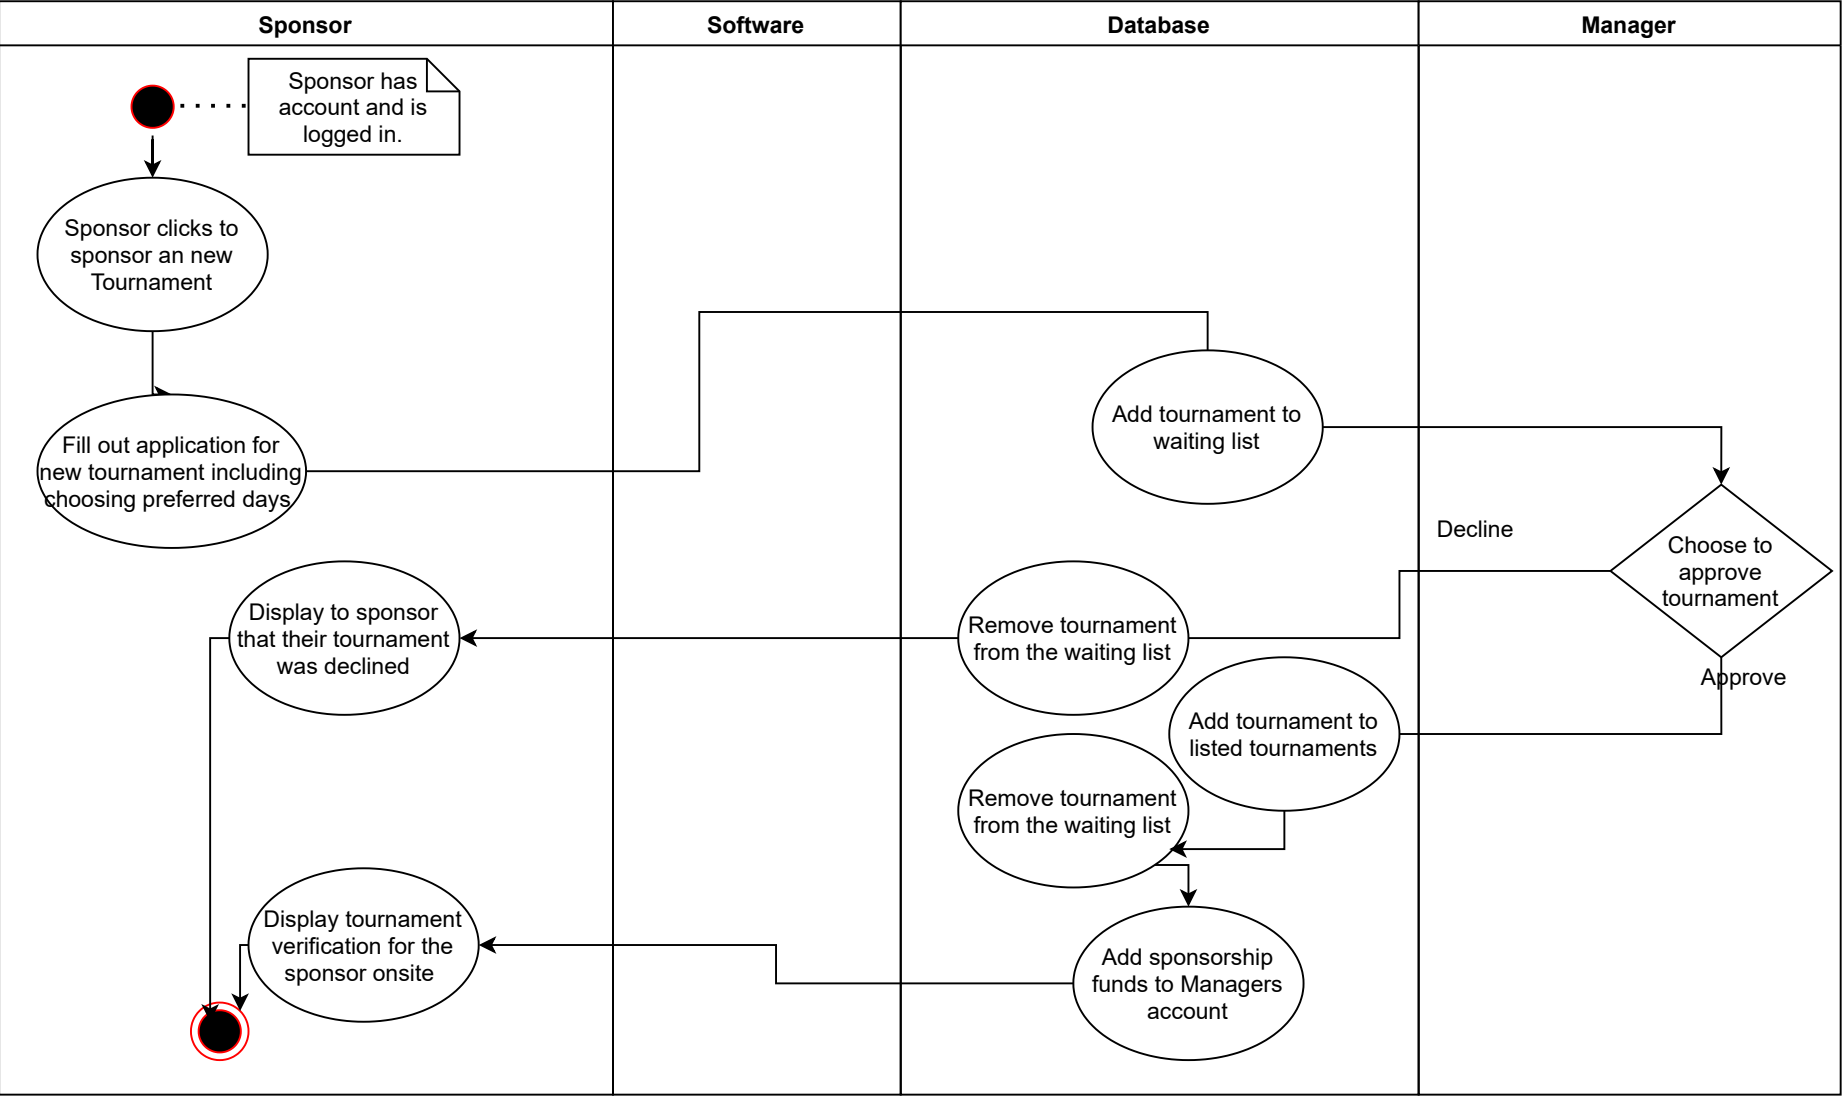 Sponsor
Software
Database
Manager
Sponsor has
account and is
logged in.
Sponsor clicks to
sponsor an new
Tournament
Fill out application for
new tournament including
choosing preferred days
Add tournament to
waiting list
Decline
Choose to
approve
tournament
Approve
Display to sponsor
that their tournament
was declined
Remove tournament
from the waiting list
Add tournament to
listed tournaments
Remove tournament
from the waiting list
Display tournament
verification for the
sponsor onsite
Add sponsorship
funds to Managers
account